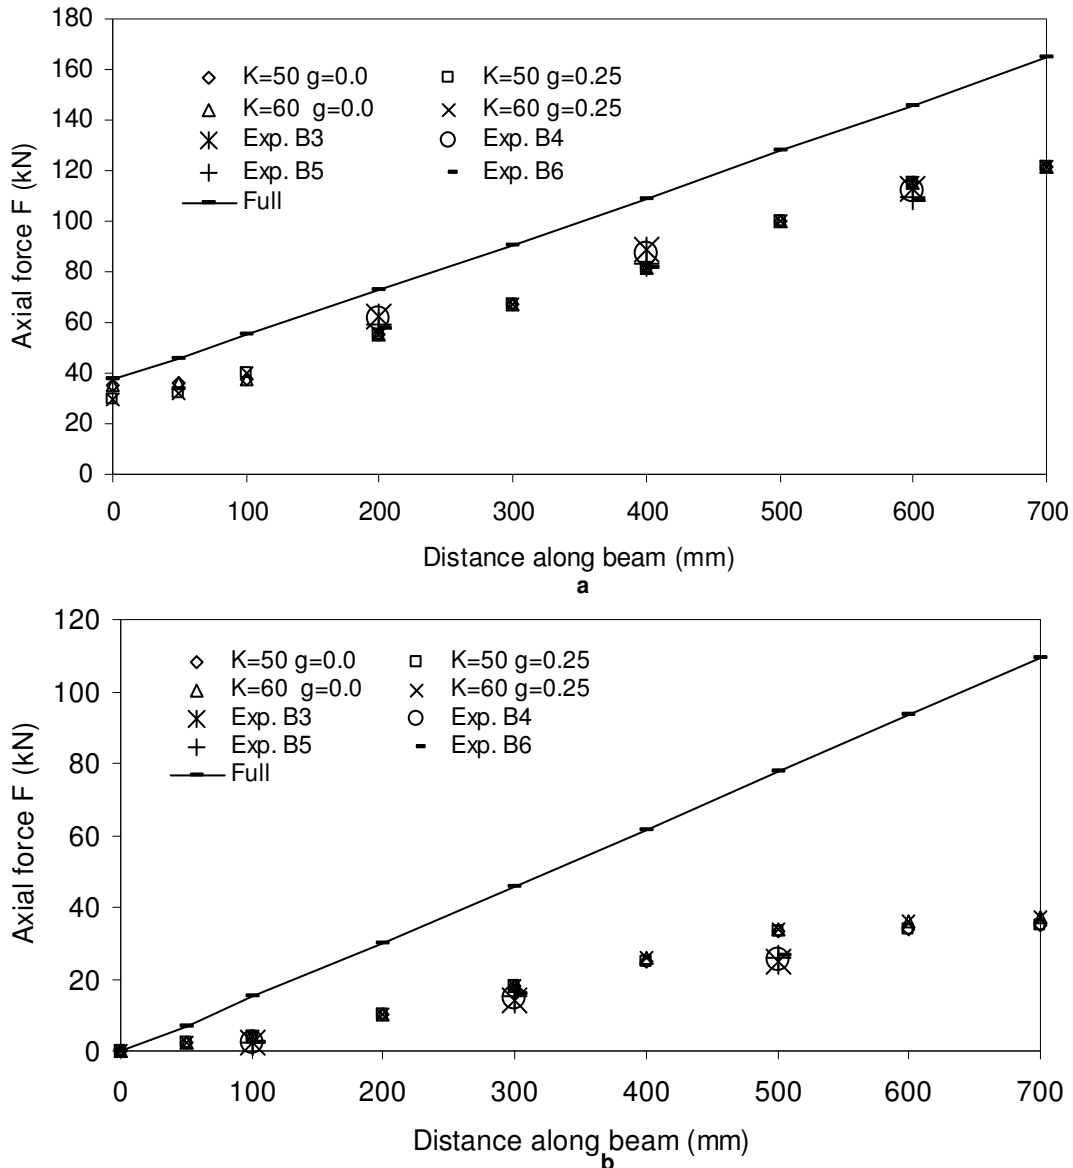 180
160
140
120
100
80
60
40
20
0
Axial force F (kN)
K=50 g=0.0
K=50 g=0.25
K=60 g=0.0
K=60 g=0.25
Exp. B3
Exp. B4
Exp. B5
Exp. B6
Full
0 100 200 300 400 500 600 700
Distance along beam (mm)
a
120
100
80
60
40
20
0
Axial force F (kN)
K=50 g=0.0
K=50 g=0.25
K=60 g=0.0
K=60 g=0.25
Exp. B3
Exp. B4
Exp. B5
Exp. B6
Full
0 100 200 300 400 500 600 700
Distance along beam (mm)
b